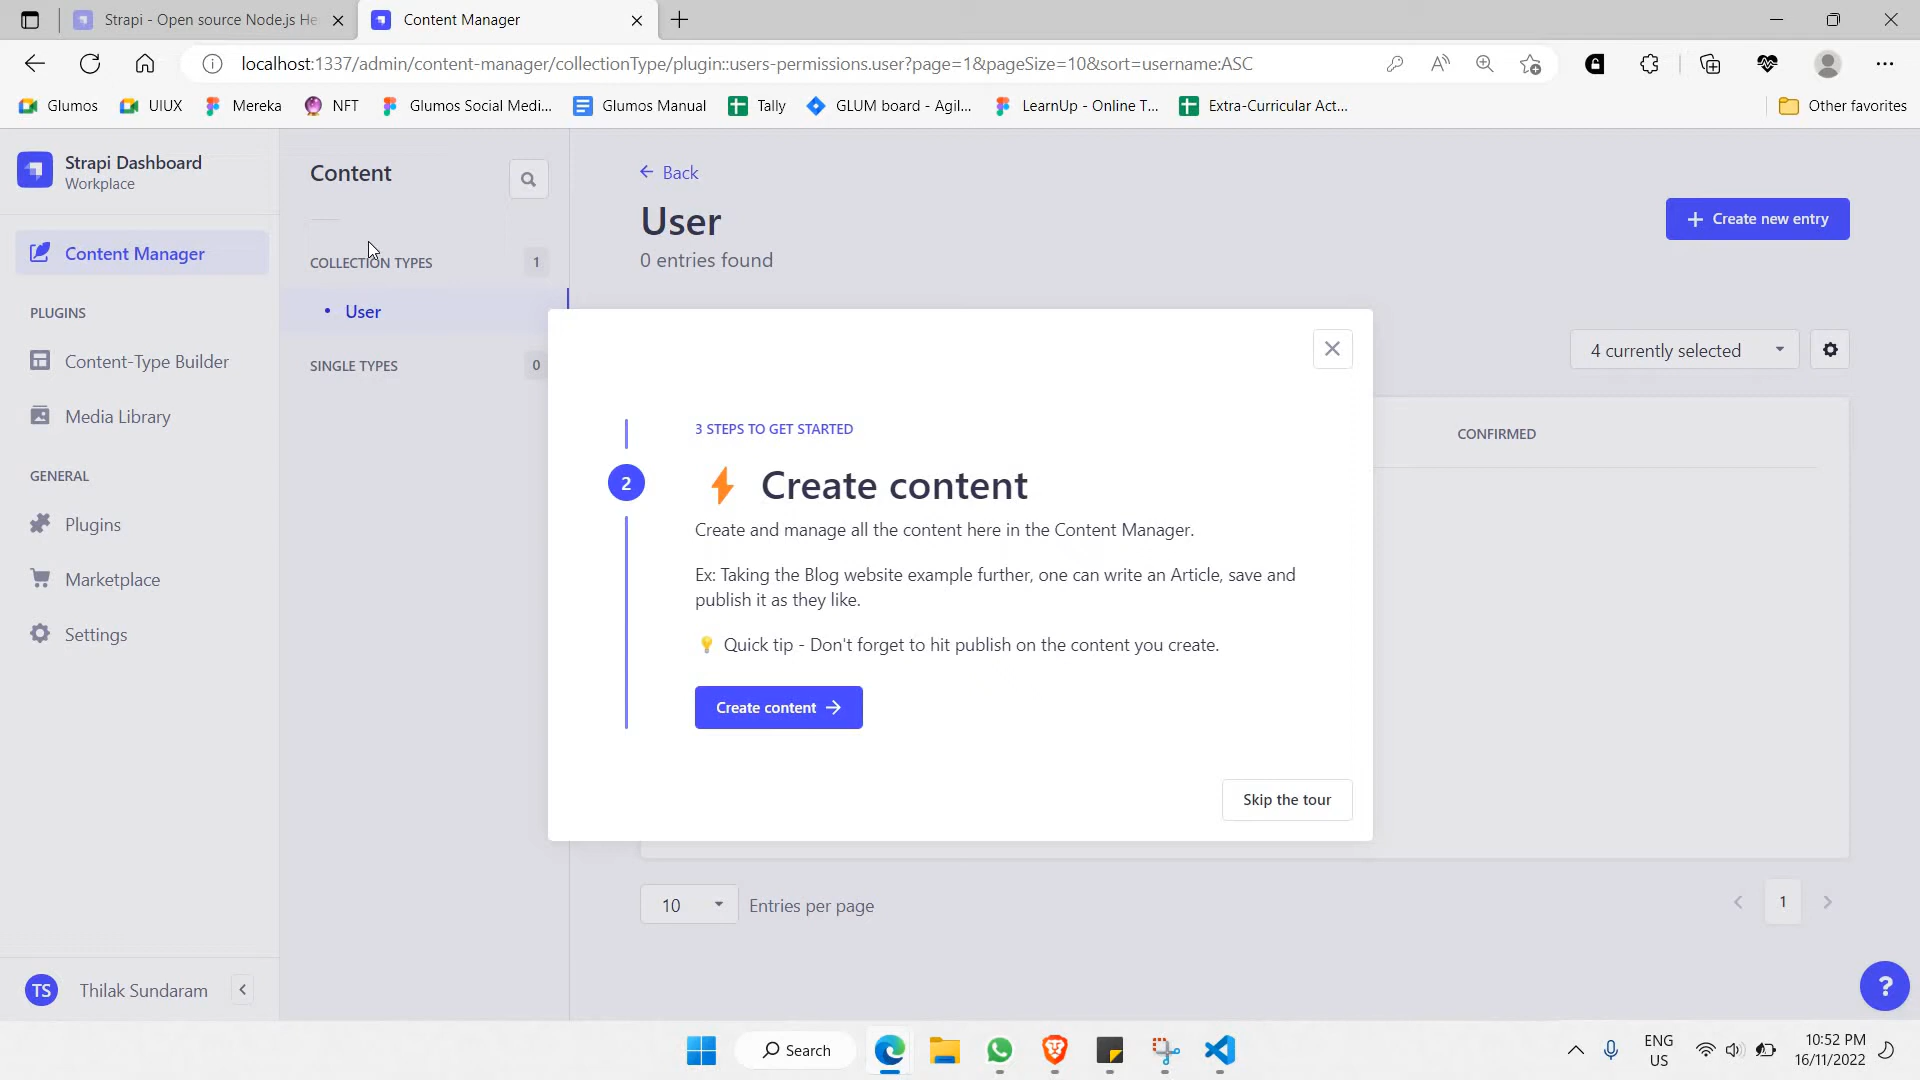 Strapi - Open source Node.js He
Content Manager
localhost:1337/admin/content-manager/collectionType/plugin::users-permissions.user?page=1&pageSize=10&sort=username:ASC
Glumos
UIUX
Mereka
NFT
Glumos Social Medi...
Glumos Manual
Tally
GLUM board - Agil...
LearnUp - Online T...
Extra-Curricular Act...
Other favorites
Strapi Dashboard
Workplace
Content Manager
PLUGINS
Content-Type Builder
Media Library
GENERAL
Plugins
Marketplace
Settings
TS
Thilak Sundaram
Content
COLLECTION TYPES
1
User
SINGLE TYPES
0
Back
User
0 entries found
Create new entry
4 currently selected
CONFIRMED
3 STEPS TO GET STARTED
2
Create content
Create and manage all the content here in the Content Manager.
Ex: Taking the Blog website example further, one can write an Article, save and
publish it as they like.
Quick tip - Don't forget to hit publish on the content you create.
Create content
Skip the tour
10
Entries per page
1
?
Search
ENG
US
10:52 PM
16/11/2022